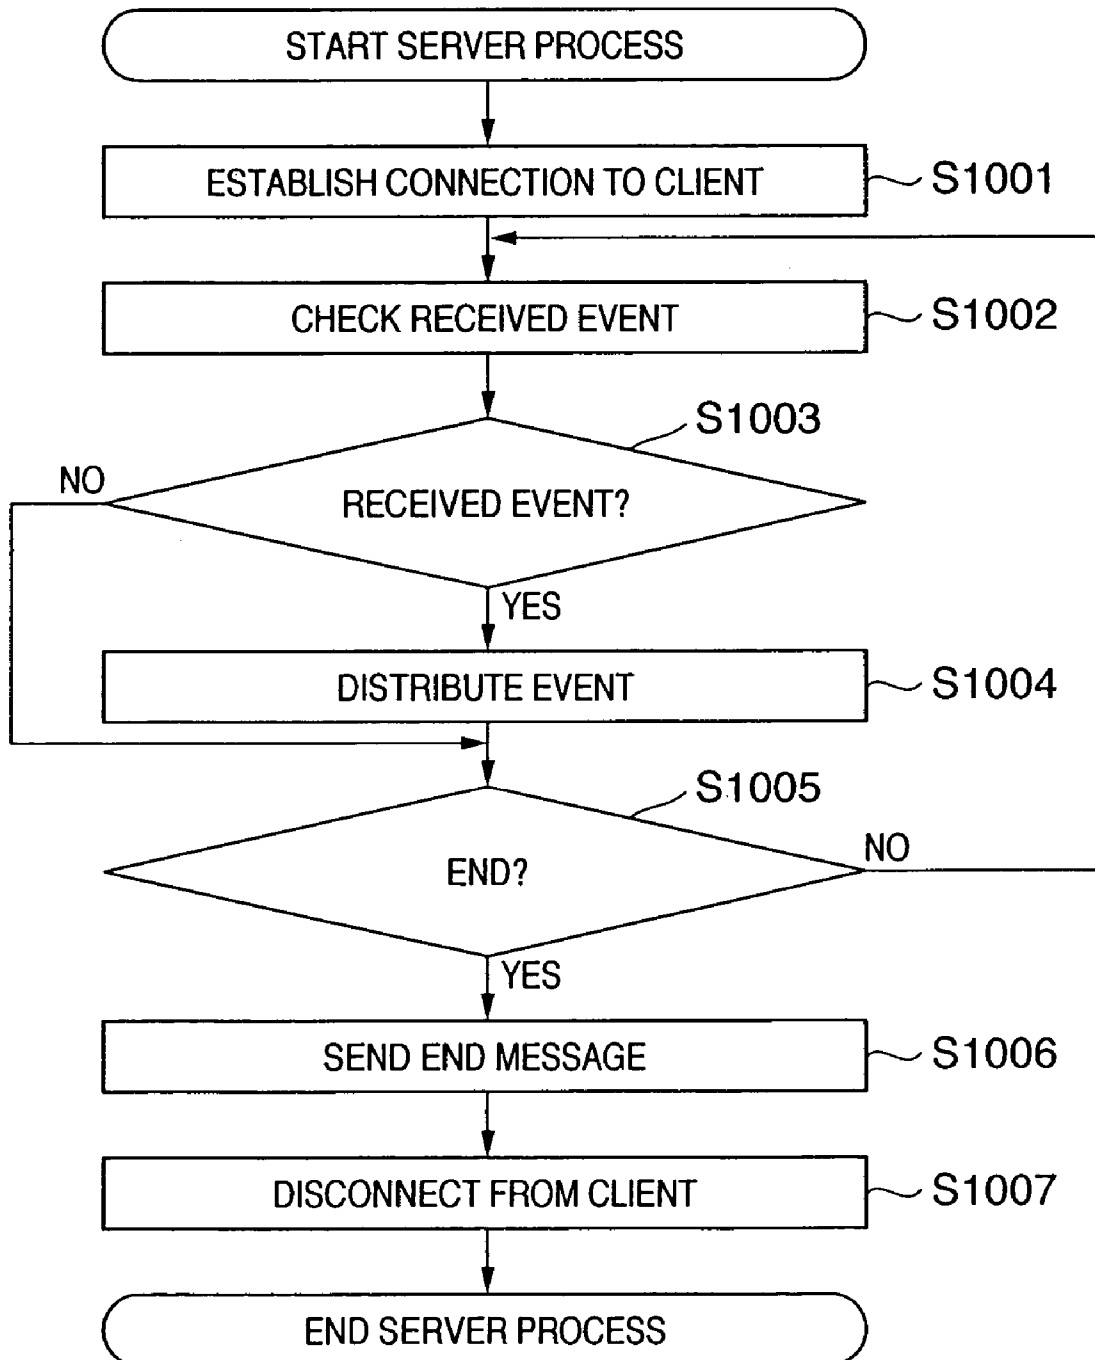 START SERVER PROCESS
ESTABLISH CONNECTION TO CLIENT
S1001
CHECK RECEIVED EVENT
S1002
S1003
NO
RECEIVED EVENT?
YES
DISTRIBUTE EVENT
S1004
S1005
END?
NO
YES
SEND END MESSAGE
S1006
DISCONNECT FROM CLIENT
S1007
END SERVER PROCESS